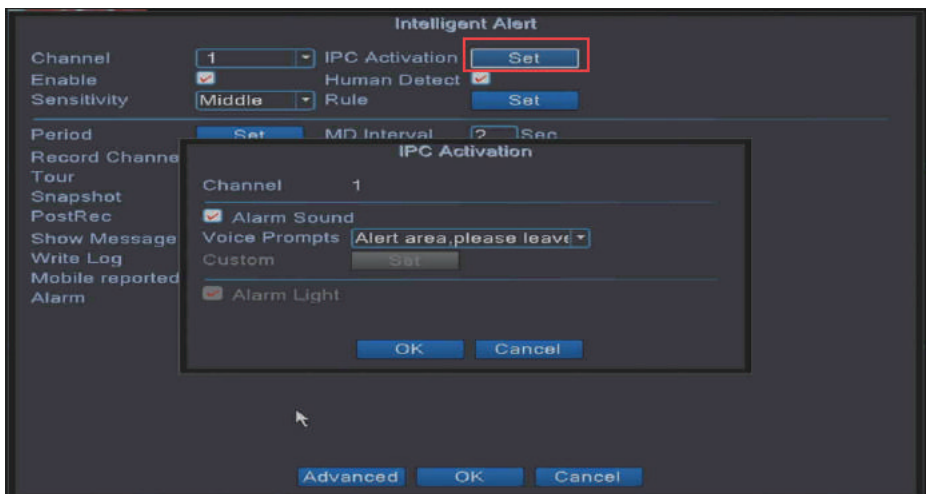 Intelligent Alert
Channel 1 IPC Activation Set
Enable Human Detect
Sensitivity Middle Rule Set
Period Set MD Interval 2 Sec
Record Channe
Tour
Snapshot
PostRec
Show Message
Write Log
Mobile reported
Alarm
IPC Activation
Channel 1
Alarm Sound
Voice Prompts Alert area,please leave
Custom Set
Alarm Light
OK Cancel
Advanced OK Cancel